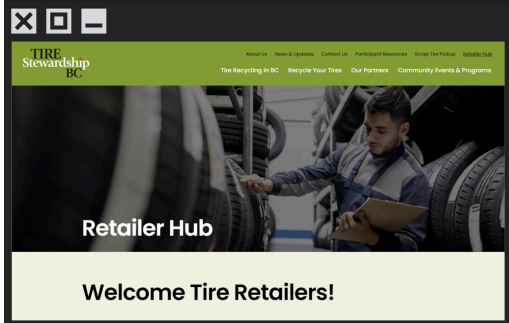 TIRE
Stewardship
BC
About Us News & Updates Contact Us Participant Resources Scrap Tire Pickup Retailer Hub
Tire Recycling in BC Recycle Your Tires Our Partners Community Events & Programs
Retailer Hub
Welcome Tire Retailers!